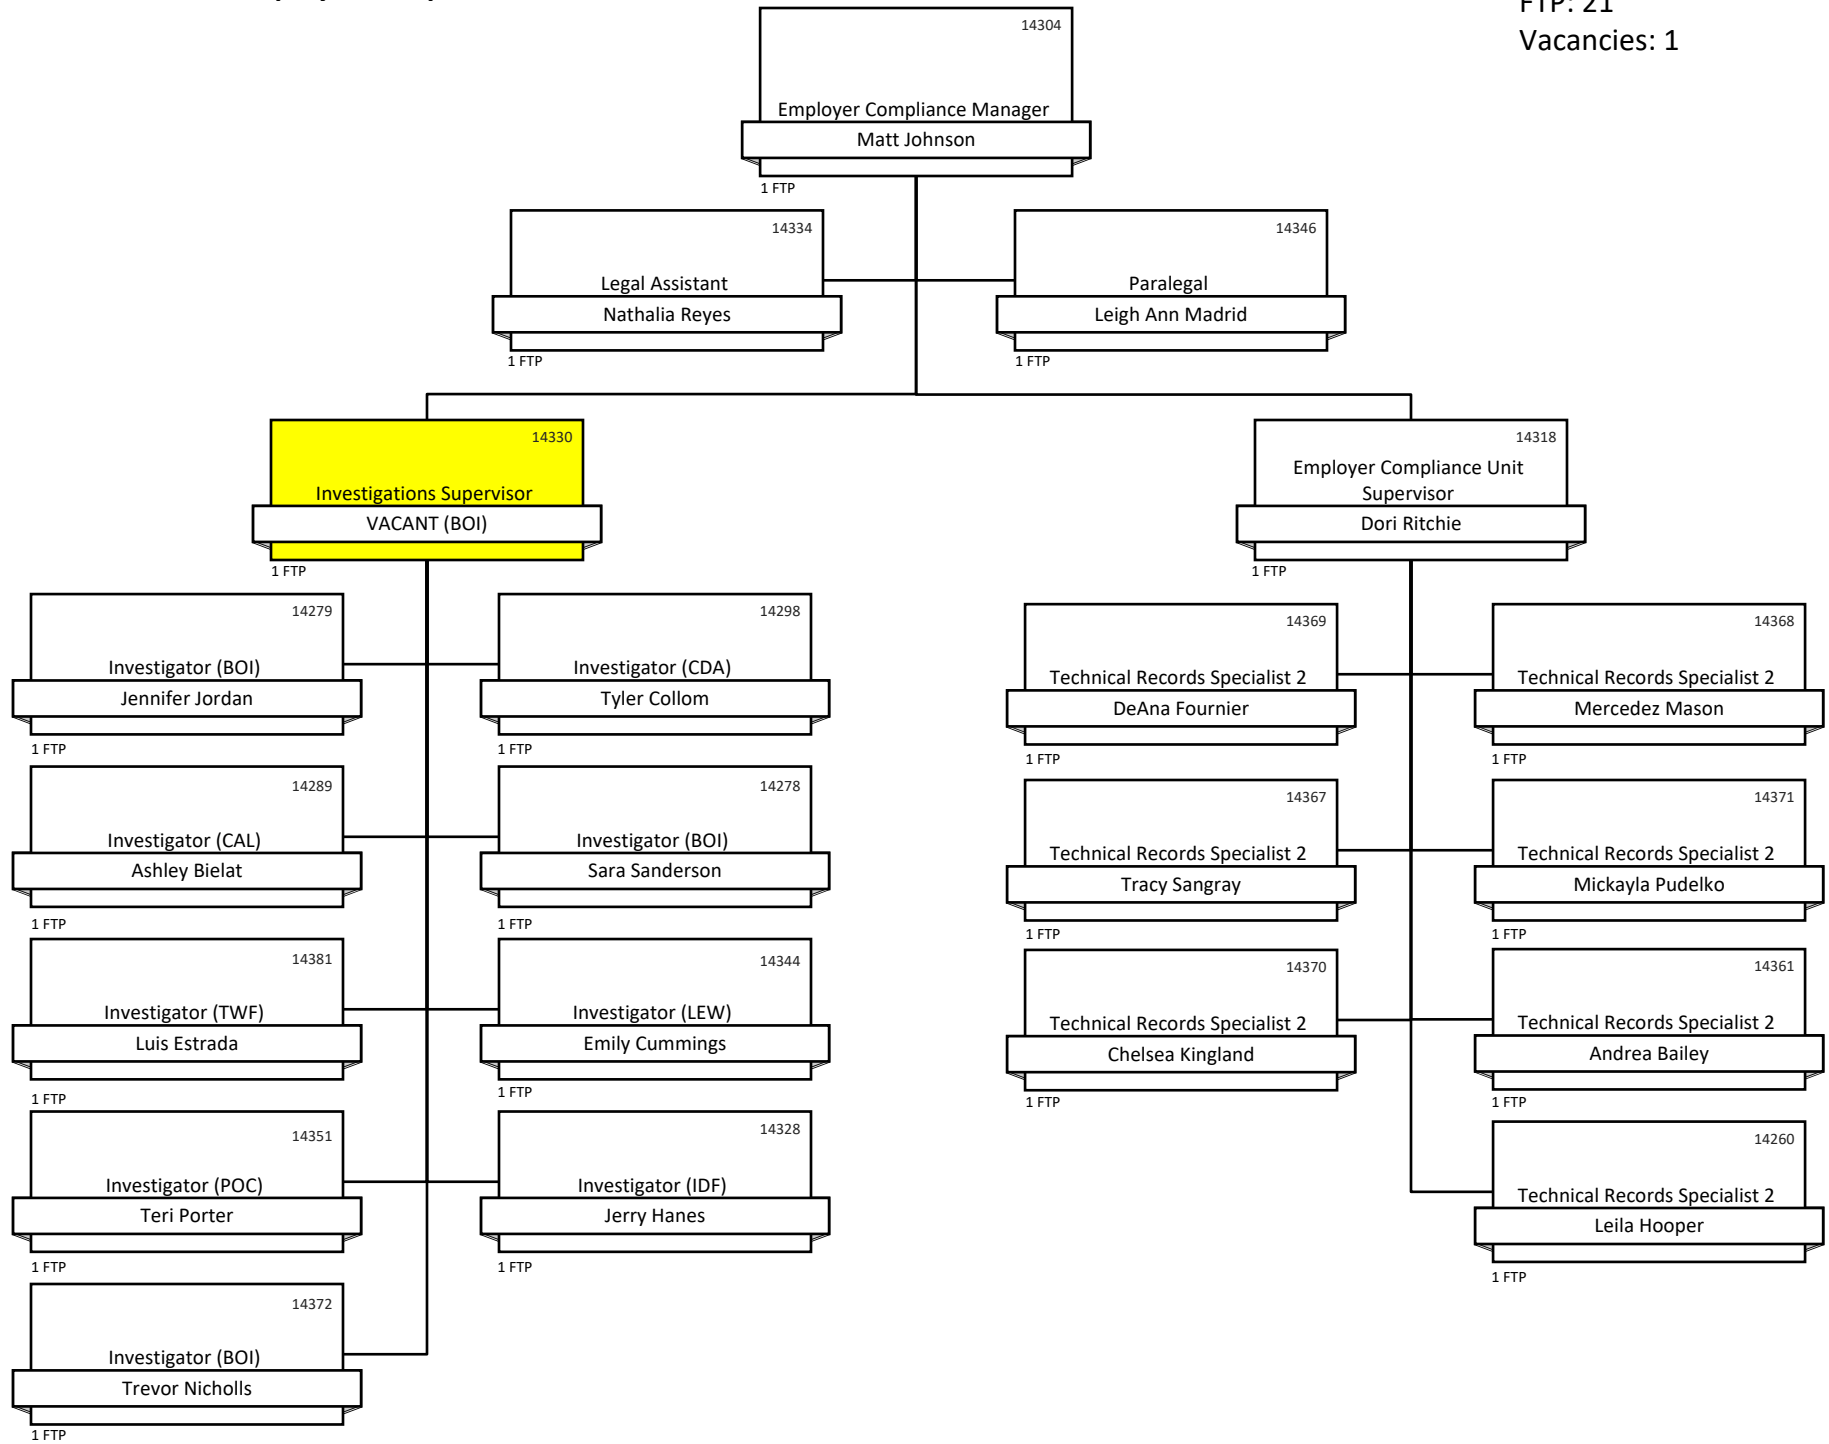 FTP: 21
Vacancies: 1
14304
Employer Compliance Manager
Matt Johnson
1 FTP
14334
Legal Assistant
Nathalia Reyes
1 FTP
14346
Paralegal
Leigh Ann Madrid
1 FTP
14330
Investigations Supervisor
VACANT (BOI)
1 FTP
14318
Employer Compliance Unit
Supervisor
Dori Ritchie
1 FTP
14279
Investigator (BOI)
Jennifer Jordan
1 FTP
14298
Investigator (CDA)
Tyler Collom
1 FTP
14289
Investigator (CAL)
Ashley Bielat
1 FTP
14278
Investigator (BOI)
Sara Sanderson
1 FTP
14381
Investigator (TWF)
Luis Estrada
1 FTP
14344
Investigator (LEW)
Emily Cummings
1 FTP
14351
Investigator (POC)
Teri Porter
1 FTP
14328
Investigator (IDF)
Jerry Hanes
1 FTP
14372
Investigator (BOI)
Trevor Nicholls
1 FTP
14369
Technical Records Specialist 2
DeAna Fournier
1 FTP
14368
Technical Records Specialist 2
Mercedez Mason
1 FTP
14367
Technical Records Specialist 2
Tracy Sangray
1 FTP
14371
Technical Records Specialist 2
Mickayla Pudelko
1 FTP
14370
Technical Records Specialist 2
Chelsea Kingland
1 FTP
14361
Technical Records Specialist 2
Andrea Bailey
1 FTP
14260
Technical Records Specialist 2
Leila Hooper
1 FTP